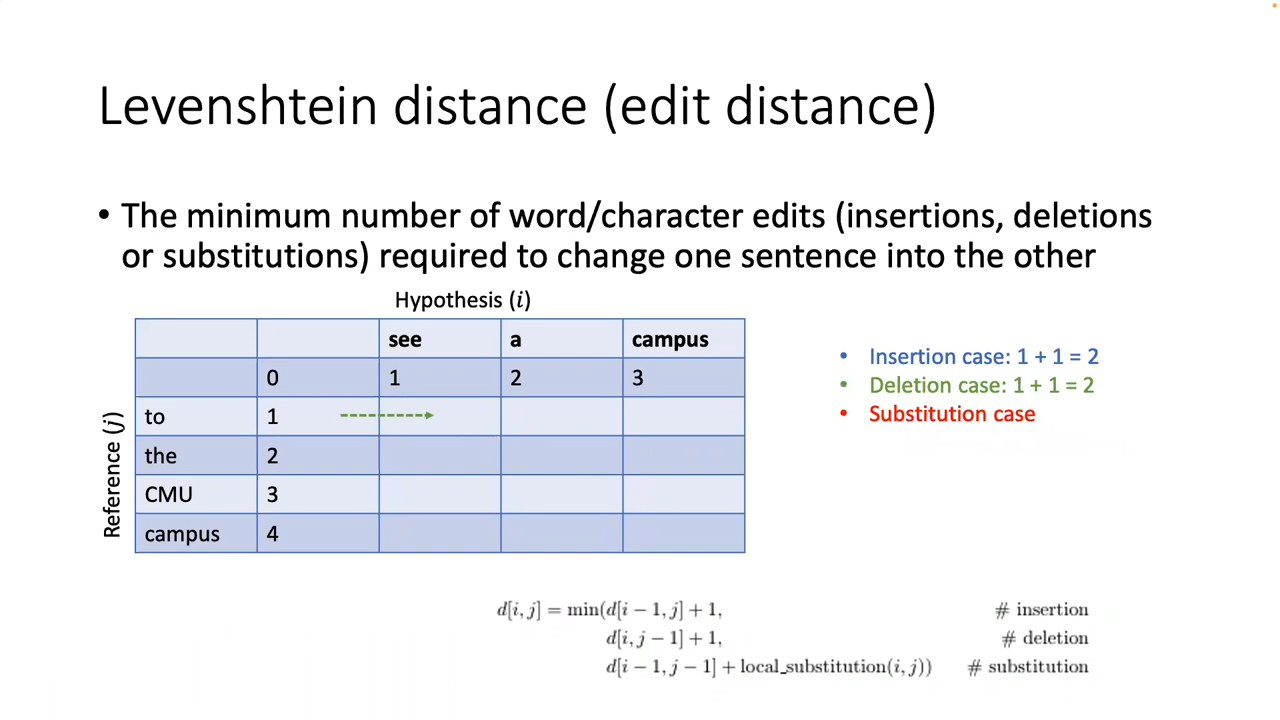 Levenshtein distance (edit distance)
• The minimum number of word/character edits (insertions, deletions
or substitutions) required to change one sentence into the other
Hypothesis (i)
see a campus
0 1 2 3
to 1
the 2
CMU 3
campus 4
Reference (j)
• Insertion case: 1 + 1 = 2
• Deletion case: 1 + 1 = 2
• Substitution case
d[i, j] = min(d[i − 1, j] + 1, # insertion
d[i, j − 1] + 1, # deletion
d[i − 1, j − 1] + local_substitution(i, j)) # substitution